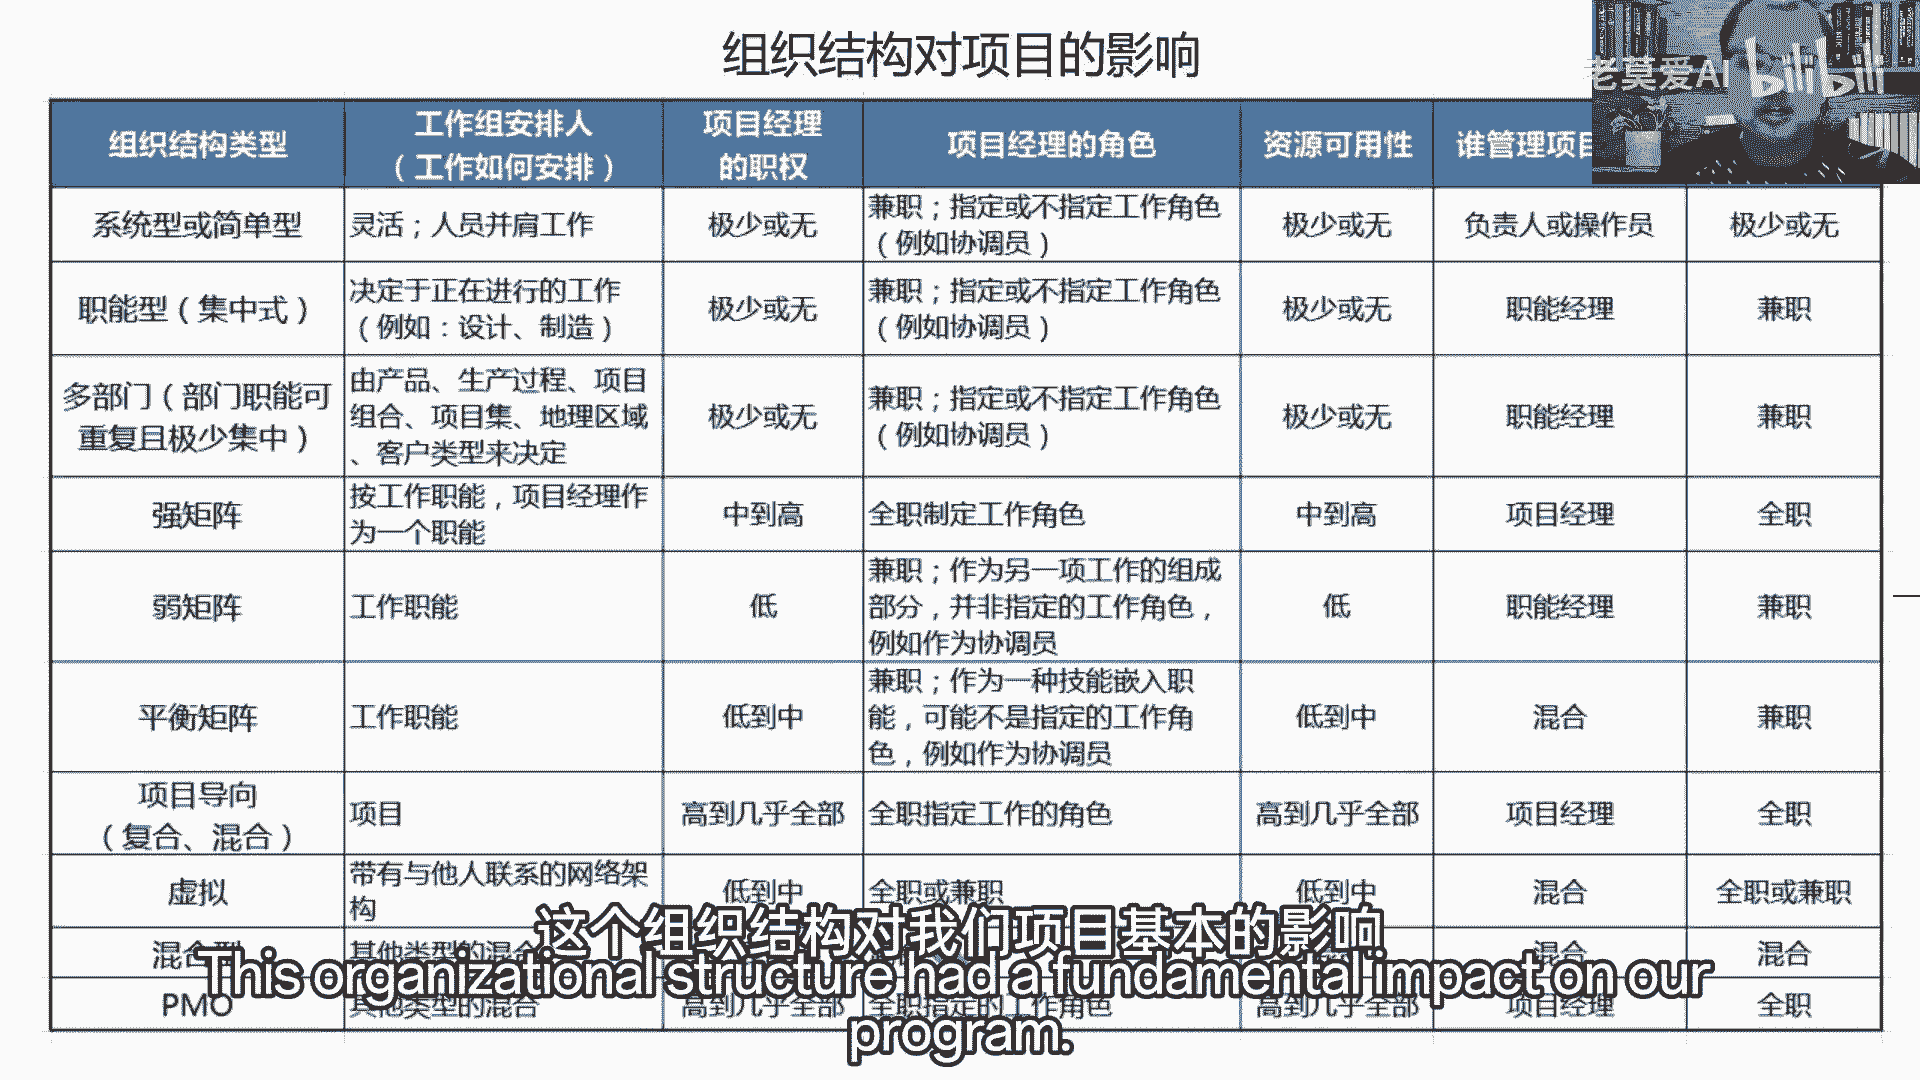 组织结构对项目的影响
老莫爱AI bilibili
组织结构类型
工作组安排人
（工作如何安排）
项目经理
的职权
项目经理的角色
资源可用性
谁管理项目
系统型或简单型
灵活；人员并肩工作
极少或无
兼职；指定或不指定工作角色
（例如协调员）
极少或无
负责人或操作员
极少或无
职能型（集中式）
决定于正在进行的工作
（例如：设计、制造）
极少或无
兼职；指定或不指定工作角色
（例如协调员）
极少或无
职能经理
兼职
多部门（部门职能可
重复且极少集中）
由产品、生产过程、项目
组合、项目集、地理区域
、客户类型来决定
极少或无
兼职；指定或不指定工作角色
（例如协调员）
极少或无
职能经理
兼职
强矩阵
按工作职能，项目经理作
为一个职能
中到高
全职制定工作角色
中到高
项目经理
全职
弱矩阵
工作职能
低
兼职；作为另一项工作的组成
部分，并非指定的工作角色，
例如作为协调员
低
职能经理
兼职
平衡矩阵
工作职能
低到中
兼职；作为一种技能嵌入职
能，可能不是指定的工作角
色，例如作为协调员
低到中
混合
兼职
项目导向
（复合、混合）
项目
高到几乎全部
全职指定工作的角色
高到几乎全部
项目经理
全职
虚拟
带有与他人联系的网络架
构
低到中
全职或兼职
低到中
混合
全职或兼职
混合型
其他类型的混合
混合
混合
PMO
其他类型的混合
高到几乎全部
全职指定的工作角色
高到几乎全部
项目经理
全职
这个组织结构对我们项目基本的影响
This organizational structure had a fundamental impact on our
program.